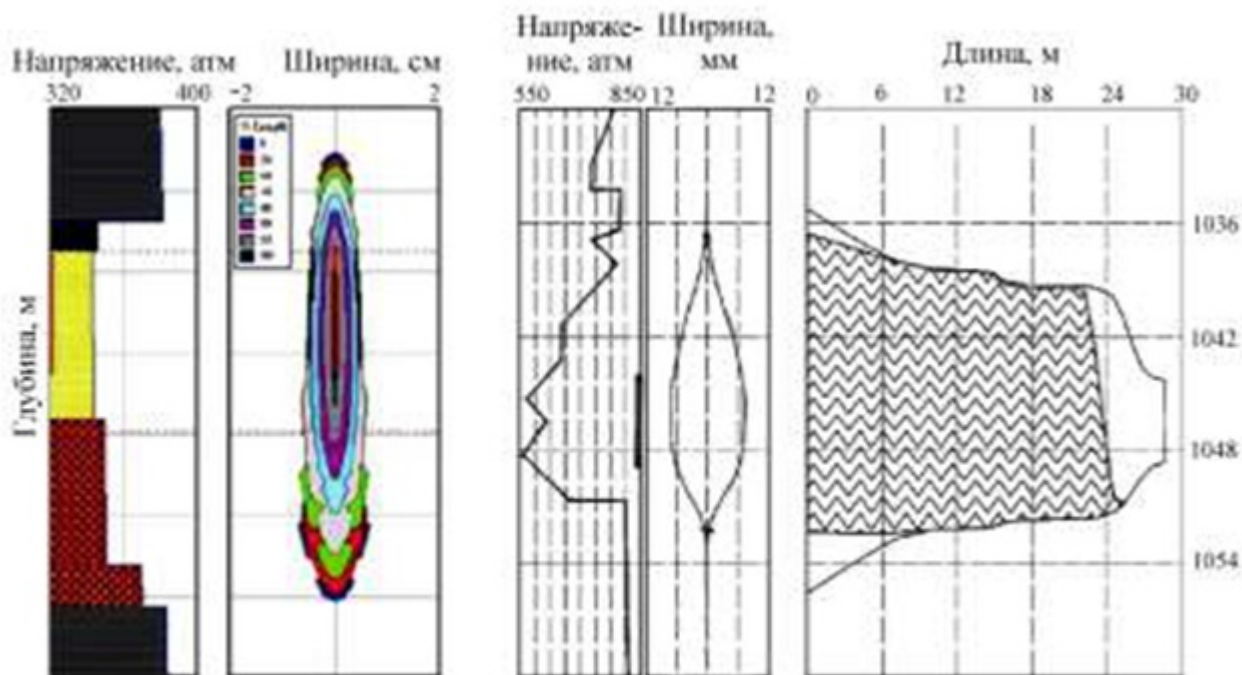 Напряже-
ние, атм
Ширина,
мм
Длина, м
Напряжение, атм
Ширина, см
320
400
-2
2
550
850
12
12
0
6
12
18
24
30
Глубина, м
1036
1042
1048
1054